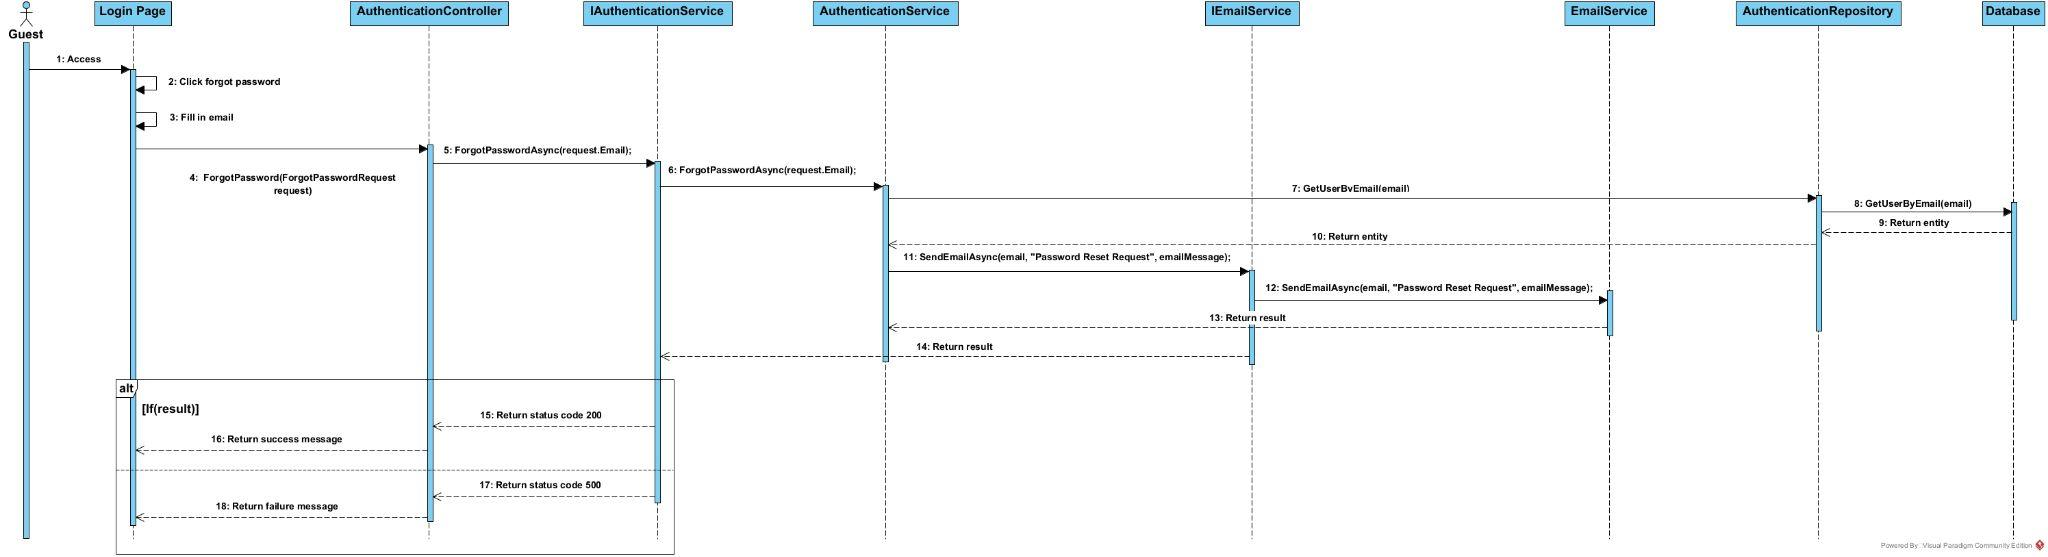 Login Page
AuthenticationController
IAuthenticationService
AuthenticationService
IEmailService
EmailService
AuthenticationRepository
Database
Guest
1: Access
2: Click forgot password
3: Fill in email
4:  ForgotPassword(ForgotPasswordRequest
request)
5: ForgotPasswordAsync(request.Email);
6: ForgotPasswordAsync(request.Email);
7: GetUserByEmail(email)
8: GetUserByEmail(email)
9: Return entity
10: Return entity
11: SendEmailAsync(email, "Password Reset Request", emailMessage);
12: SendEmailAsync(email, "Password Reset Request", emailMessage);
13: Return result
14: Return result
alt
[If(result)]
15: Return status code 200
16: Return success message
17: Return status code 500
18: Return failure message
Powered By  Visual Paradigm Community Edition